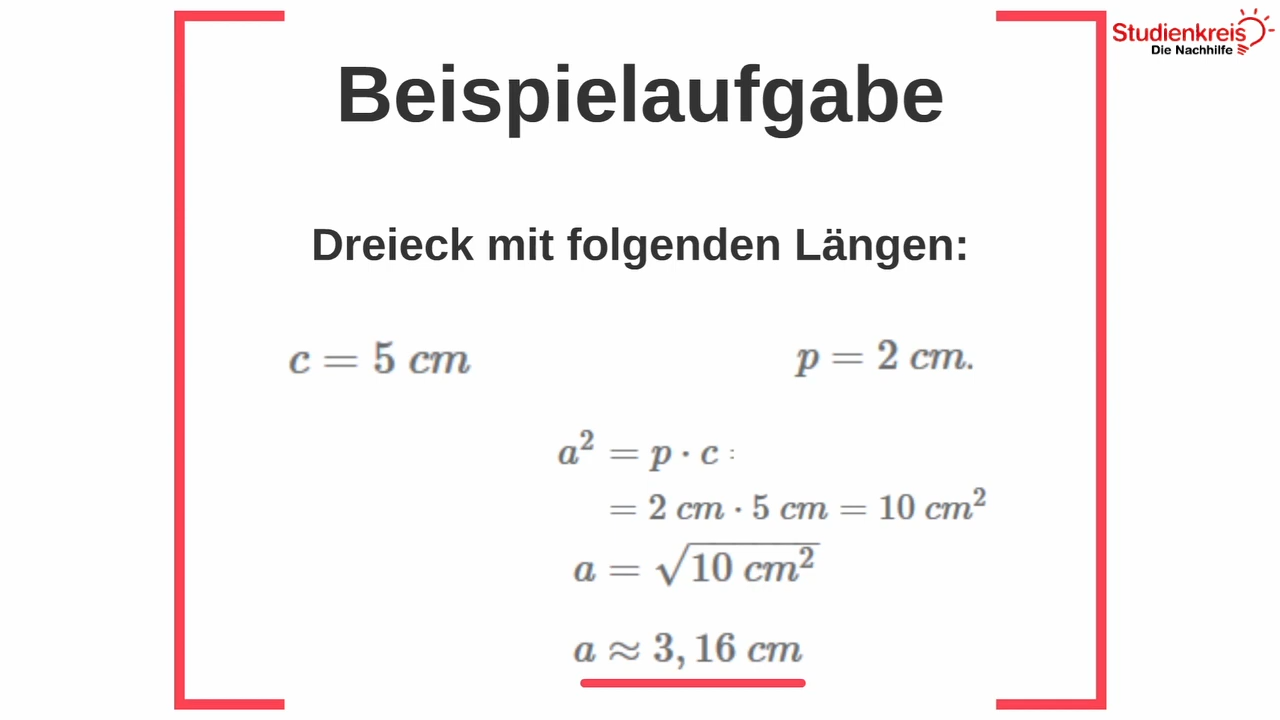 Studienkreis
Die Nachhilfe
Beispielaufgabe
Dreieck mit folgenden Längen:
c = 5 cm p = 2 cm.
a² = p · c :
= 2 cm · 5 cm = 10 cm²
a = √(10 cm²)
a ≈ 3,16 cm